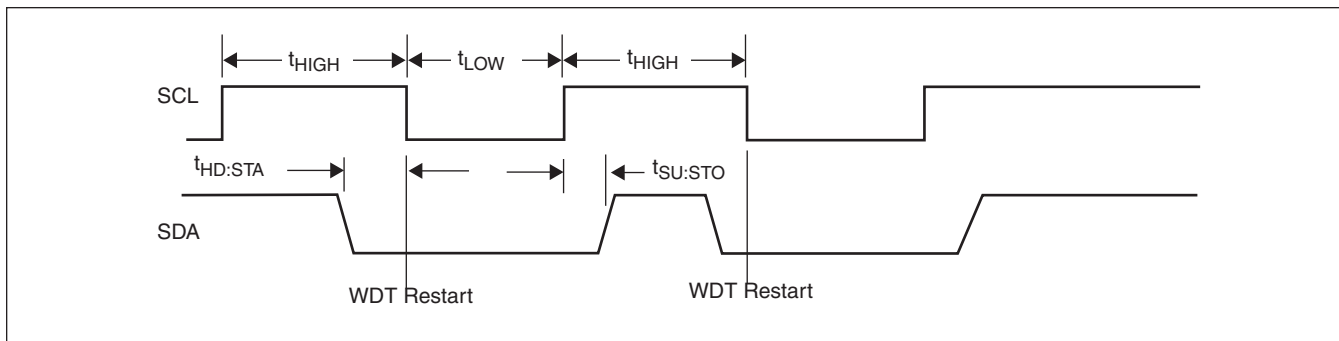 tHIGH tLOW tHIGH
SCL
tHD:STA tSU:STO
SDA
WDT Restart WDT Restart